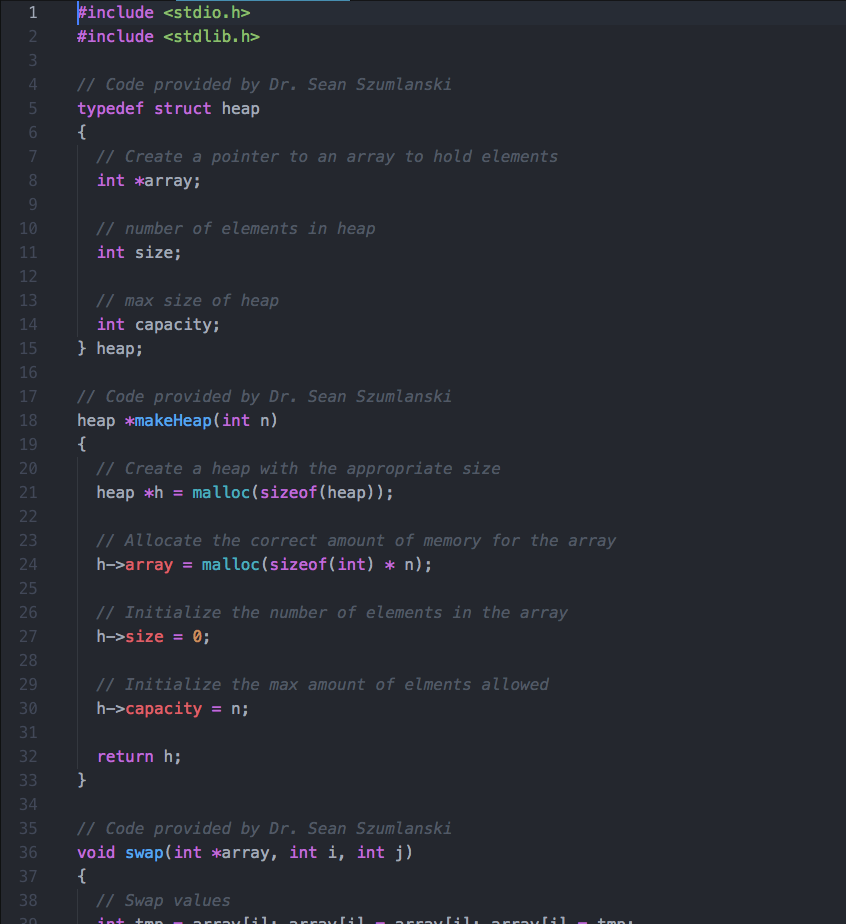 1 #include <stdio.h>
2 #include <stdlib.h>
3
4 // Code provided by Dr. Sean Szumlanski
5 typedef struct heap
6 {
7 // Create a pointer to an array to hold elements
8 int *array;
9
10 // number of elements in heap
11 int size;
12
13 // max size of heap
14 int capacity;
15 } heap;
16
17 // Code provided by Dr. Sean Szumlanski
18 heap *makeHeap(int n)
19 {
20 // Create a heap with the appropriate size
21 heap *h = malloc(sizeof(heap));
22
23 // Allocate the correct amount of memory for the array
24 h->array = malloc(sizeof(int) * n);
25
26 // Initialize the number of elements in the array
27 h->size = 0;
28
29 // Initialize the max amount of elments allowed
30 h->capacity = n;
31
32 return h;
33 }
34
35 // Code provided by Dr. Sean Szumlanski
36 void swap(int *array, int i, int j)
37 {
38 // Swap values
39 int tmp = =